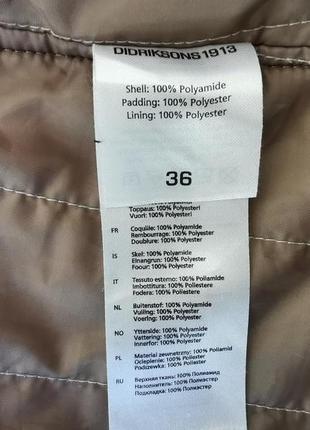 DIDRIKSONS 1913
Shell: 100% Polyamide
Padding: 100% Polyester
Lining: 100% Polyester
36
Toppaus: 100% Polyesteri
Vuori: 100% Polyesteri
FR Coquille: 100% Polyamide
Rembourrage: 100% Polyester
Doublure: 100% Polyester
IS Skel: 100% Polyamide
Einangrun: 100% Polyester
Foour: 100% Polyester
IT Tessuto esterno: 100% Poliamide
Imbottitura: 100% Poliestere
Fodera: 100% Poliestere
NL Buitenstof: 100% Polyamide
Vulling: 100% Polyester
Voering: 100% Polyester
NO Ytterside: 100% Polyamide
Vattering: 100% Polyester
Innerfor: 100% Polyester
PL Materiał zewnętrzny: 100% Poliamid
Ocieplenie: 100% Poliester
Podszewka: 100% Poliester
RU Верхняя ткань: 100% Полиамид
Наполнитель: 100% Полиэстер
Подкладка: 100% Полиэстер